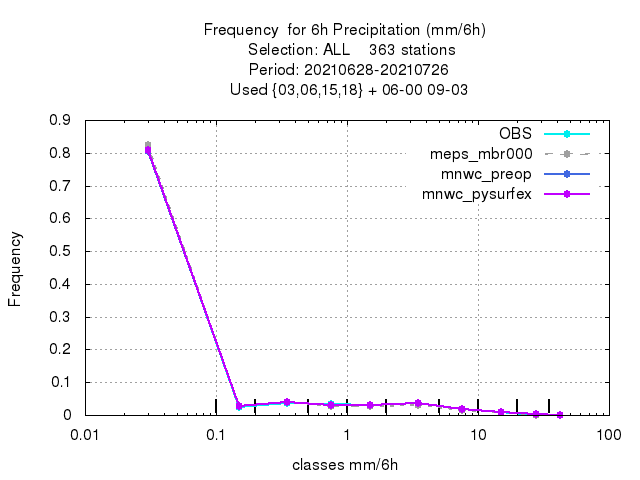 Frequency  for 6h Precipitation (mm/6h)
Selection: ALL    363 stations
Period: 20210628-20210726
Used {03,06,15,18} + 06-00 09-03
0.9
0.8
0.7
0.6
0.5
0.4
0.3
0.2
0.1
0
Frequency
OBS
meps_mbr000
mnwc_preop
mnwc_pysurfex
0.01 0.1 1 10 100
classes mm/6h